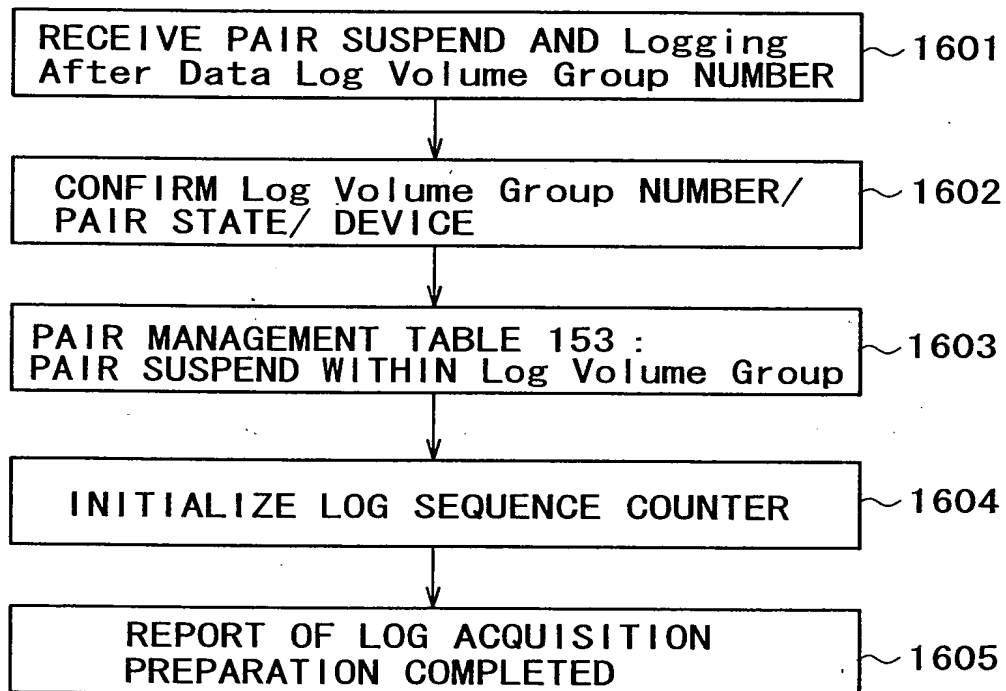 RECEIVE PAIR SUSPEND AND Logging
After Data Log Volume Group NUMBER
1601
CONFIRM Log Volume Group NUMBER/
PAIR STATE/ DEVICE
1602
PAIR MANAGEMENT TABLE 153 :
PAIR SUSPEND WITHIN Log Volume Group
1603
INITIALIZE LOG SEQUENCE COUNTER
1604
REPORT OF LOG ACQUISITION
PREPARATION COMPLETED
1605